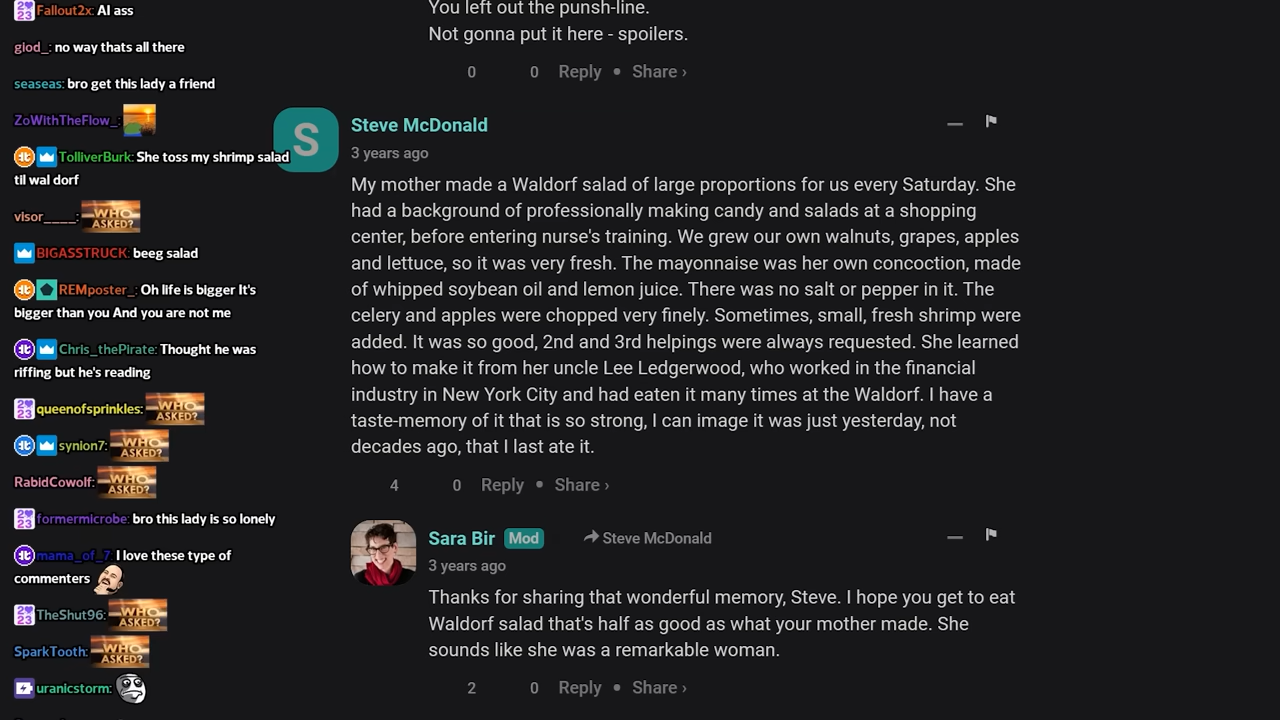 Fallout2x: AI ass
giod_: no way thats all there
seaseas: bro get this lady a friend
ZoWithTheFlow_:
TolliverBurk: She toss my shrimp salad
til wal dorf
visor____: WHO ASKED?
BIGASSTRUCK: beeg salad
REMposter_: Oh life is bigger It's
bigger than you And you are not me
Chris_thePirate: Thought he was
riffing but he's reading
queenofsprinkles: WHO ASKED?
synion7: WHO ASKED?
RabidCowolf: WHO ASKED?
formermicrobe: bro this lady is so lonely
mama_of_7: I love these type of
commenters
TheShut96: WHO ASKED?
SparkTooth: WHO ASKED?
uranicstorm:
You left out the punsh-line.
Not gonna put it here - spoilers.
0 0 Reply • Share ›
S
Steve McDonald
3 years ago
My mother made a Waldorf salad of large proportions for us every Saturday. She
had a background of professionally making candy and salads at a shopping
center, before entering nurse's training. We grew our own walnuts, grapes, apples
and lettuce, so it was very fresh. The mayonnaise was her own concoction, made
of whipped soybean oil and lemon juice. There was no salt or pepper in it. The
celery and apples were chopped very finely. Sometimes, small, fresh shrimp were
added. It was so good, 2nd and 3rd helpings were always requested. She learned
how to make it from her uncle Lee Ledgerwood, who worked in the financial
industry in New York City and had eaten it many times at the Waldorf. I have a
taste-memory of it that is so strong, I can image it was just yesterday, not
decades ago, that I last ate it.
4 0 Reply • Share ›
Sara Bir Mod Steve McDonald
3 years ago
Thanks for sharing that wonderful memory, Steve. I hope you get to eat
Waldorf salad that's half as good as what your mother made. She
sounds like she was a remarkable woman.
2 0 Reply • Share ›